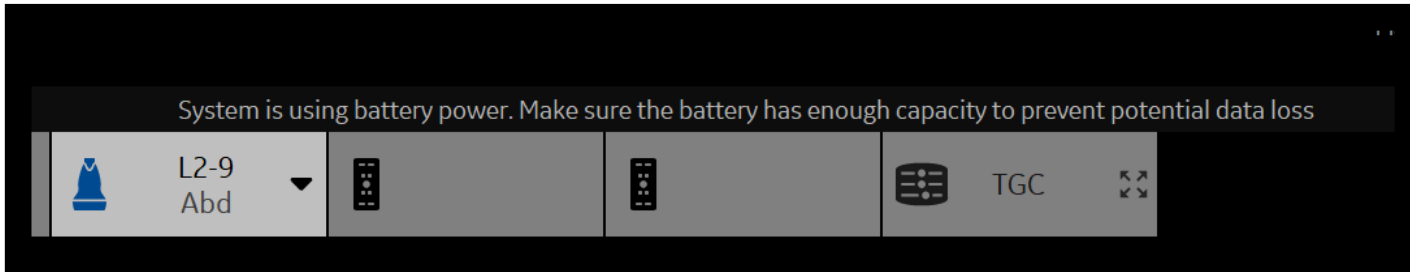 System is using battery power. Make sure the battery has enough capacity to prevent potential data loss
L2-9
Abd
TGC